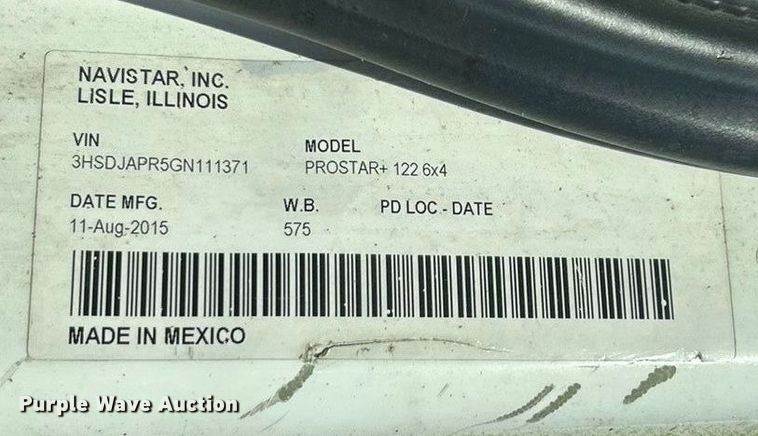 NAVISTAR, INC.
LISLE, ILLINOIS
VIN MODEL
3HSDJAPR5GN111371 PROSTAR+ 122 6x4
DATE MFG. W.B. PD LOC - DATE
11-Aug-2015 575
MADE IN MEXICO
Purple Wave Auction